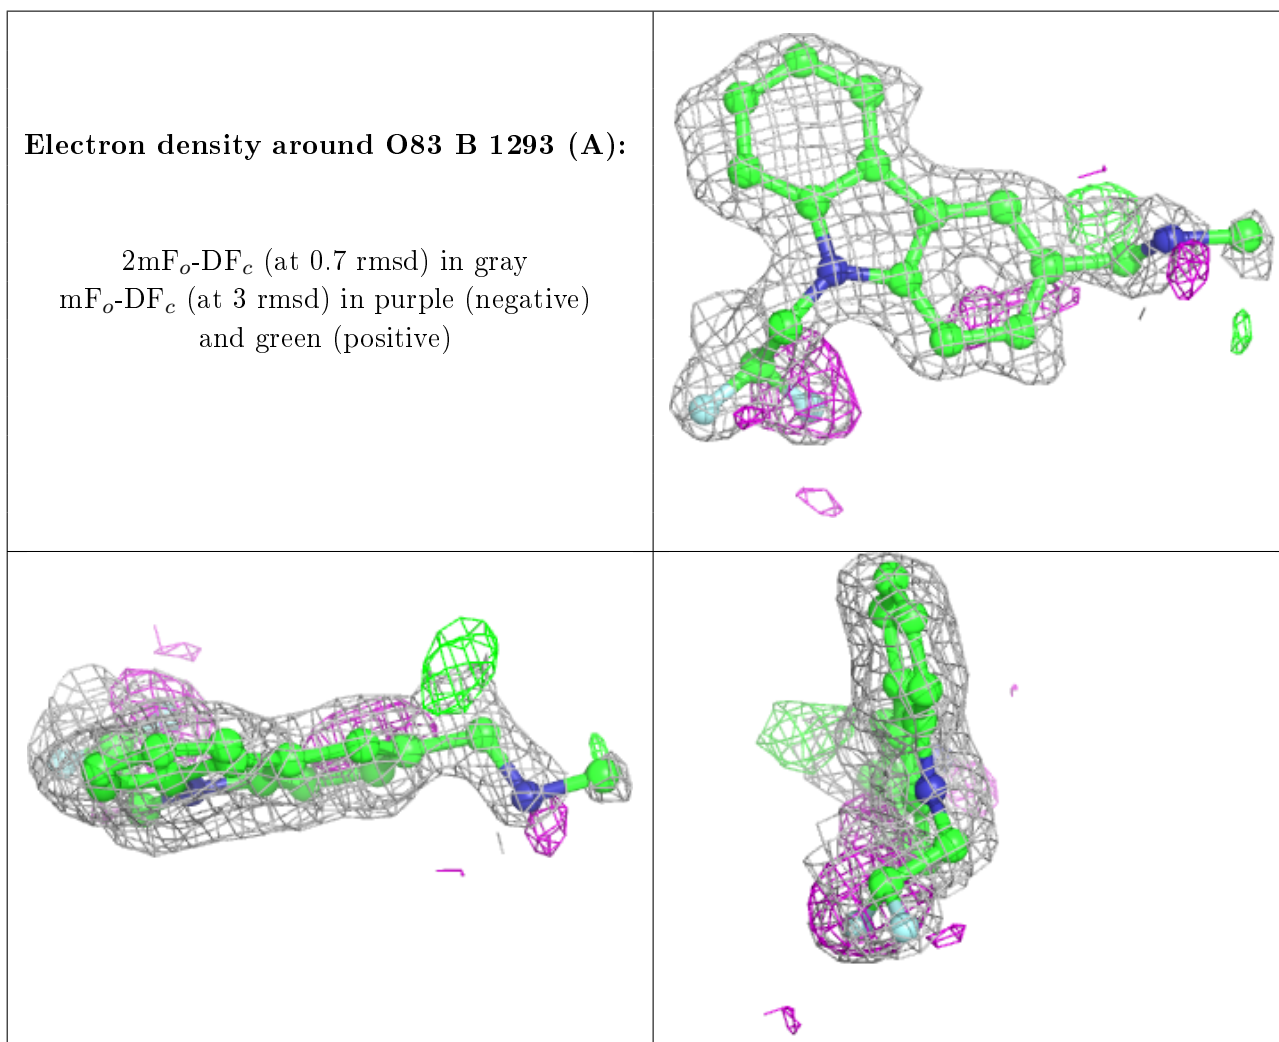 Electron density around O83 B 1293 (A):
2mFo-DFc (at 0.7 rmsd) in gray
mFo-DFc (at 3 rmsd) in purple (negative)
and green (positive)